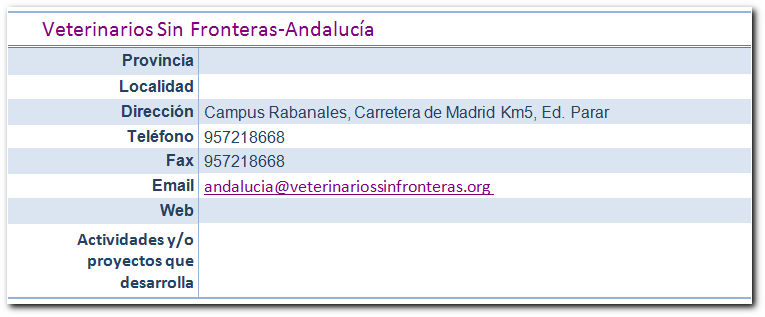 Veterinarios Sin Fronteras-Andalucía
Provincia
Localidad
Dirección Campus Rabanales, Carretera de Madrid Km5, Ed. Parar
Teléfono 957218668
Fax 957218668
Email andalucia@veterinariossinfronteras.org
Web
Actividades y/o
proyectos que
desarrolla